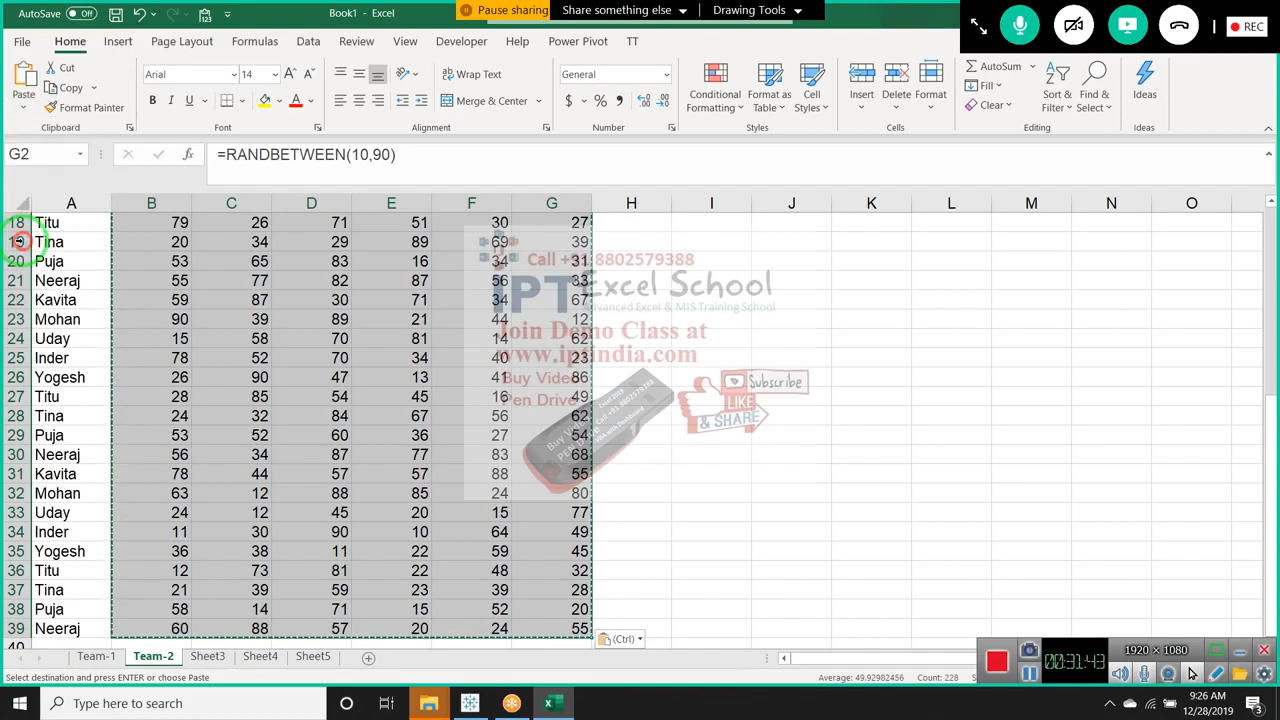 AutoSave Off Book1 - Excel Pause sharing Share something else Drawing Tools REC
File Home Insert Page Layout Formulas Data Review View Developer Help Power Pivot TT
Paste Cut Copy Format Painter
Arial 14 B I U
Wrap Text Merge & Center
General $ % ,
Conditional Formatting Format as Table Cell Styles
Insert Delete Format
AutoSum Fill Clear Sort & Filter Find & Select Ideas
Clipboard Font Alignment Number Styles Cells Editing Ideas
G2 fx =RANDBETWEEN(10,90)
A B C D E F G H I J K L M N O
18 Titu 79 26 71 51 30 27
19 Tina 20 34 29 89 69 39
20 Puja 53 65 83 16 34 31
21 Neeraj 55 77 82 87 56 33
22 Kavita 59 87 30 71 34 67
23 Mohan 90 39 89 21 44 12
24 Uday 15 58 70 81 14 62
25 Inder 78 52 70 34 40 23
26 Yogesh 26 90 47 13 41 86
27 Titu 28 85 54 45 16 49
28 Tina 24 32 84 67 56 62
29 Puja 53 52 60 36 27 54
30 Neeraj 56 34 87 77 83 68
31 Kavita 78 44 57 57 88 55
32 Mohan 63 12 88 85 24 80
33 Uday 24 12 45 20 15 77
34 Inder 11 30 90 10 64 49
35 Yogesh 36 38 11 22 59 45
36 Titu 12 73 81 22 48 32
37 Tina 21 39 59 23 39 28
38 Puja 58 14 71 15 52 20
39 Neeraj 60 88 57 20 24 55
Call +91 8802579388
IPT Excel School
Advanced Excel & MIS Training School
Join Demo Class at
www.iptindia.com
Buy Video
Pen Drive
Subscribe
LIKE
& SHARE
(Ctrl)
Team-1 Team-2 Sheet3 Sheet4 Sheet5
1920 × 1080
00:31:43
Select destination and press ENTER or choose Paste Average: 49.92982456 Count: 228
Type here to search
9:26 AM
12/28/2019
3